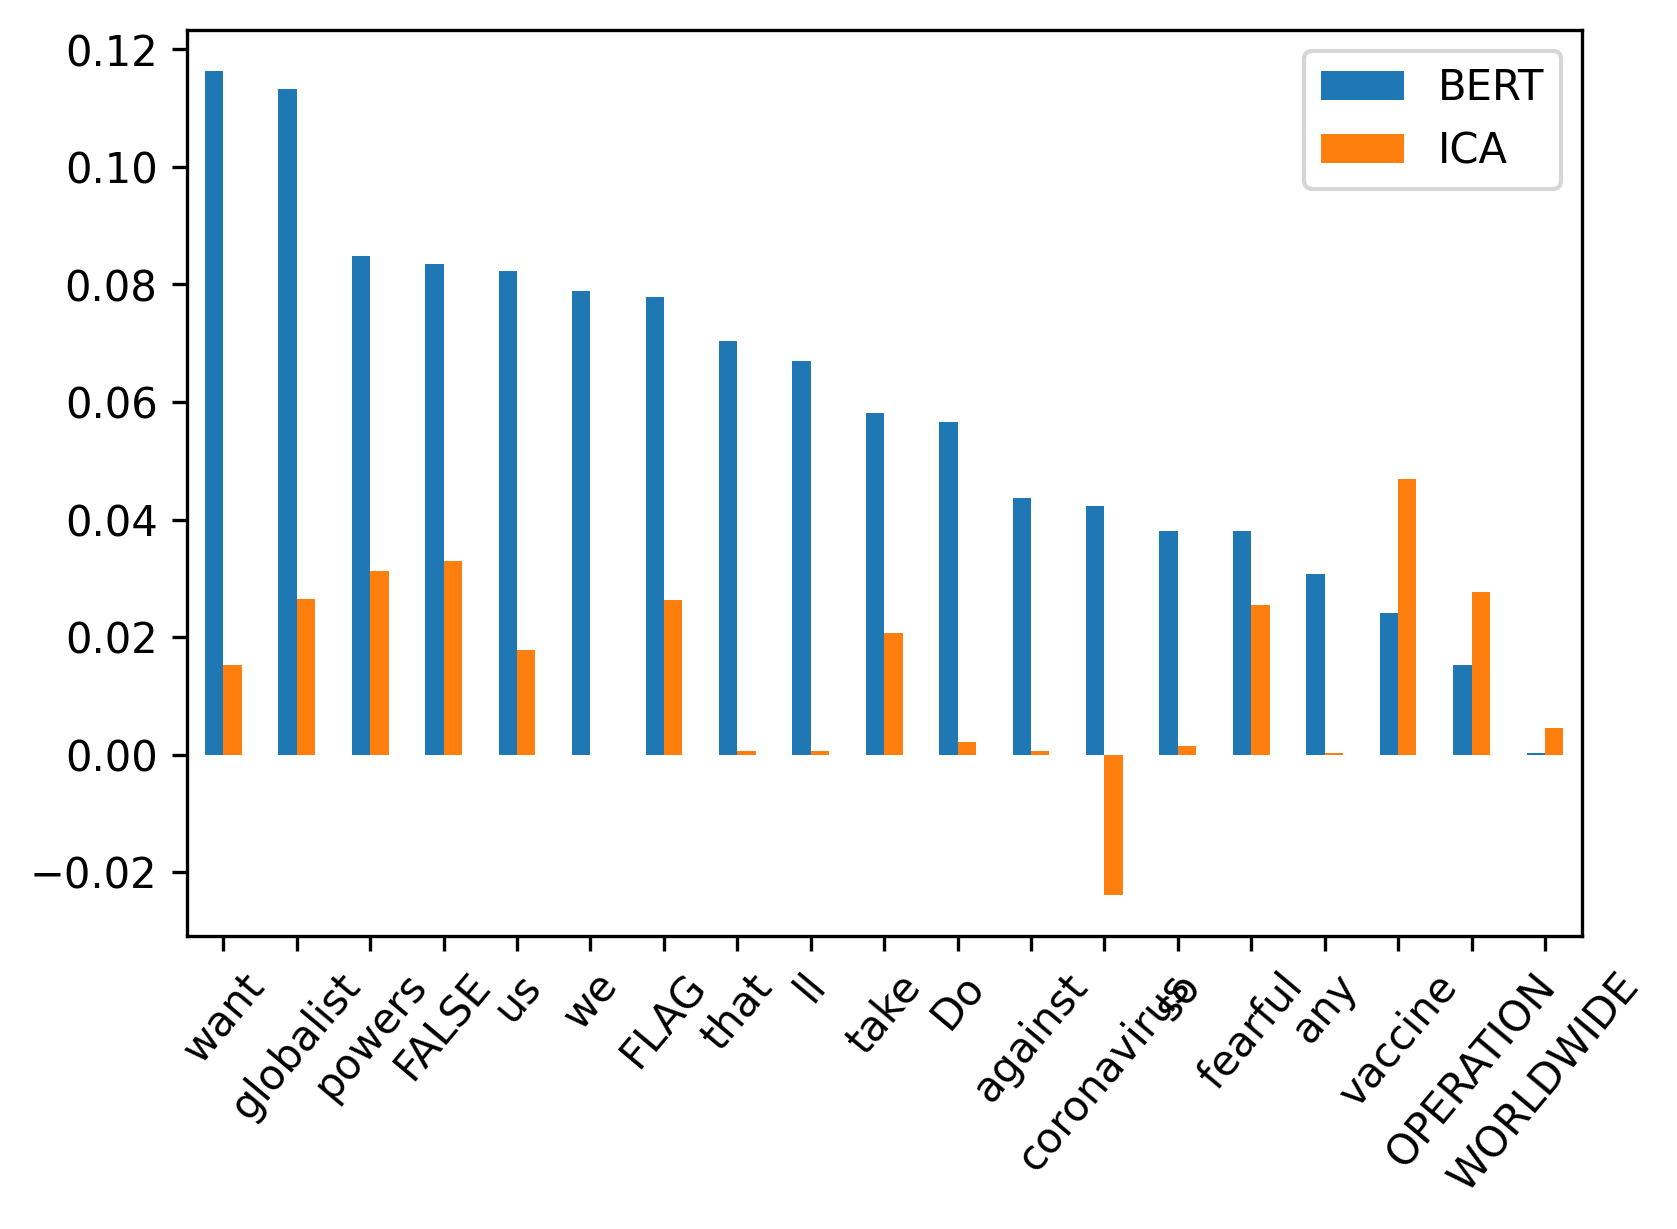 0.12
0.10
0.08
0.06
0.04
0.02
0.00
−0.02
BERT
ICA
want
globalist
powers
FALSE
us
we
FLAG
that
ll
take
Do
against
coronavirus
so
fearful
any
vaccine
OPERATION
WORLDWIDE